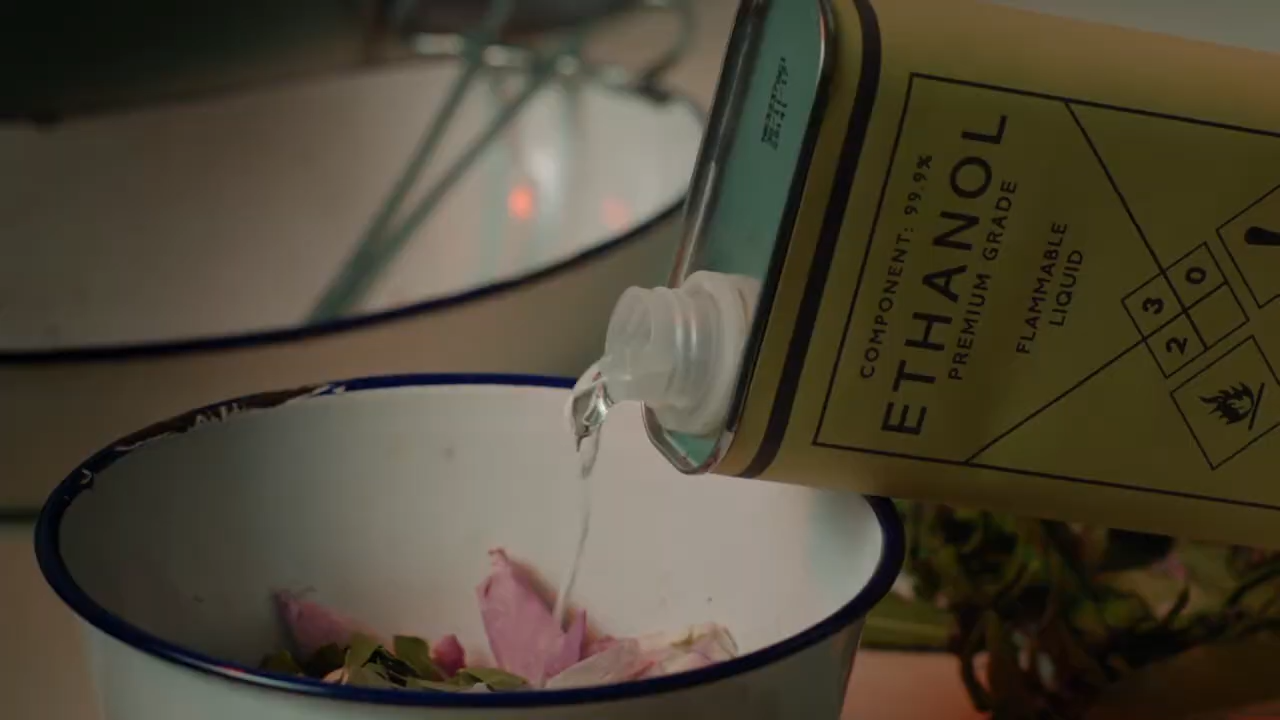 COMPONENT: 99.9%
ETHANOL
PREMIUM GRADE
FLAMMABLE
LIQUID
3
0
2